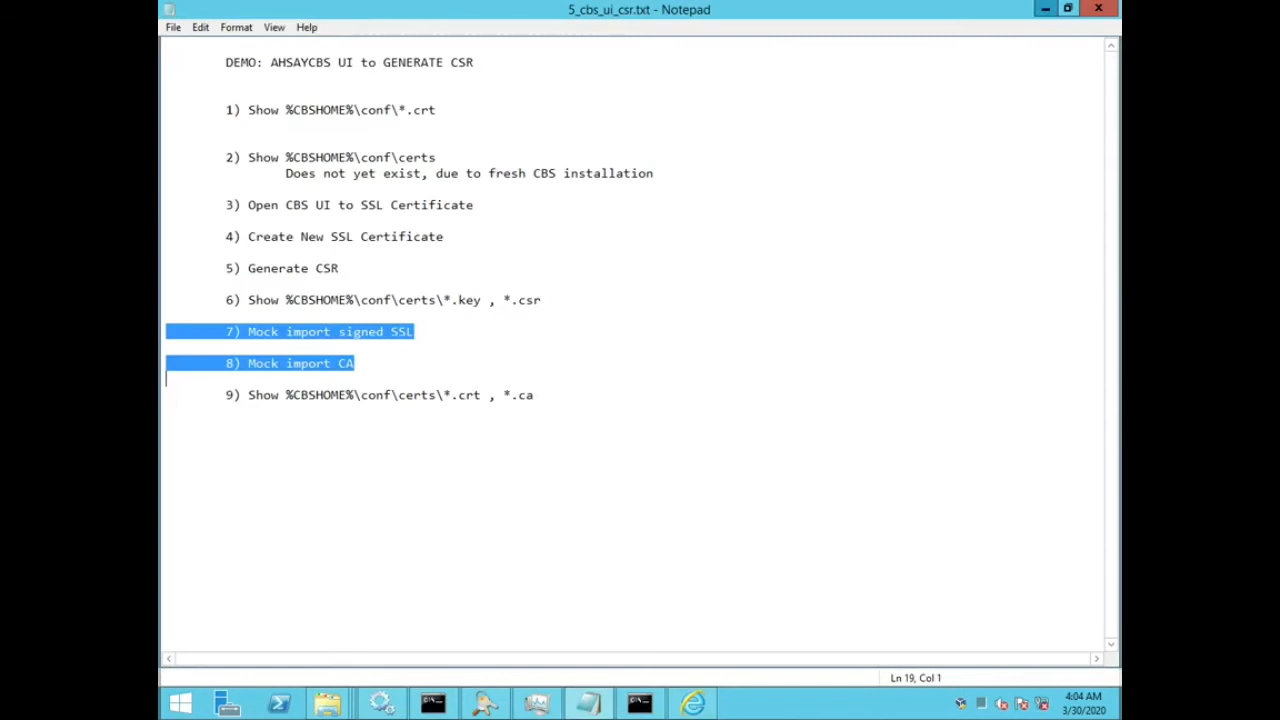 5_cbs_ui_csr.txt - Notepad
File Edit Format View Help
DEMO: AHSAYCBS UI to GENERATE CSR
1) Show %CBSHOME%\conf\*.crt
2) Show %CBSHOME%\conf\certs
Does not yet exist, due to fresh CBS installation
3) Open CBS UI to SSL Certificate
4) Create New SSL Certificate
5) Generate CSR
6) Show %CBSHOME%\conf\certs\*.key , *.csr
7) Mock import signed SSL
8) Mock import CA
9) Show %CBSHOME%\conf\certs\*.crt , *.ca
Ln 19, Col 1
4:04 AM
3/30/2020